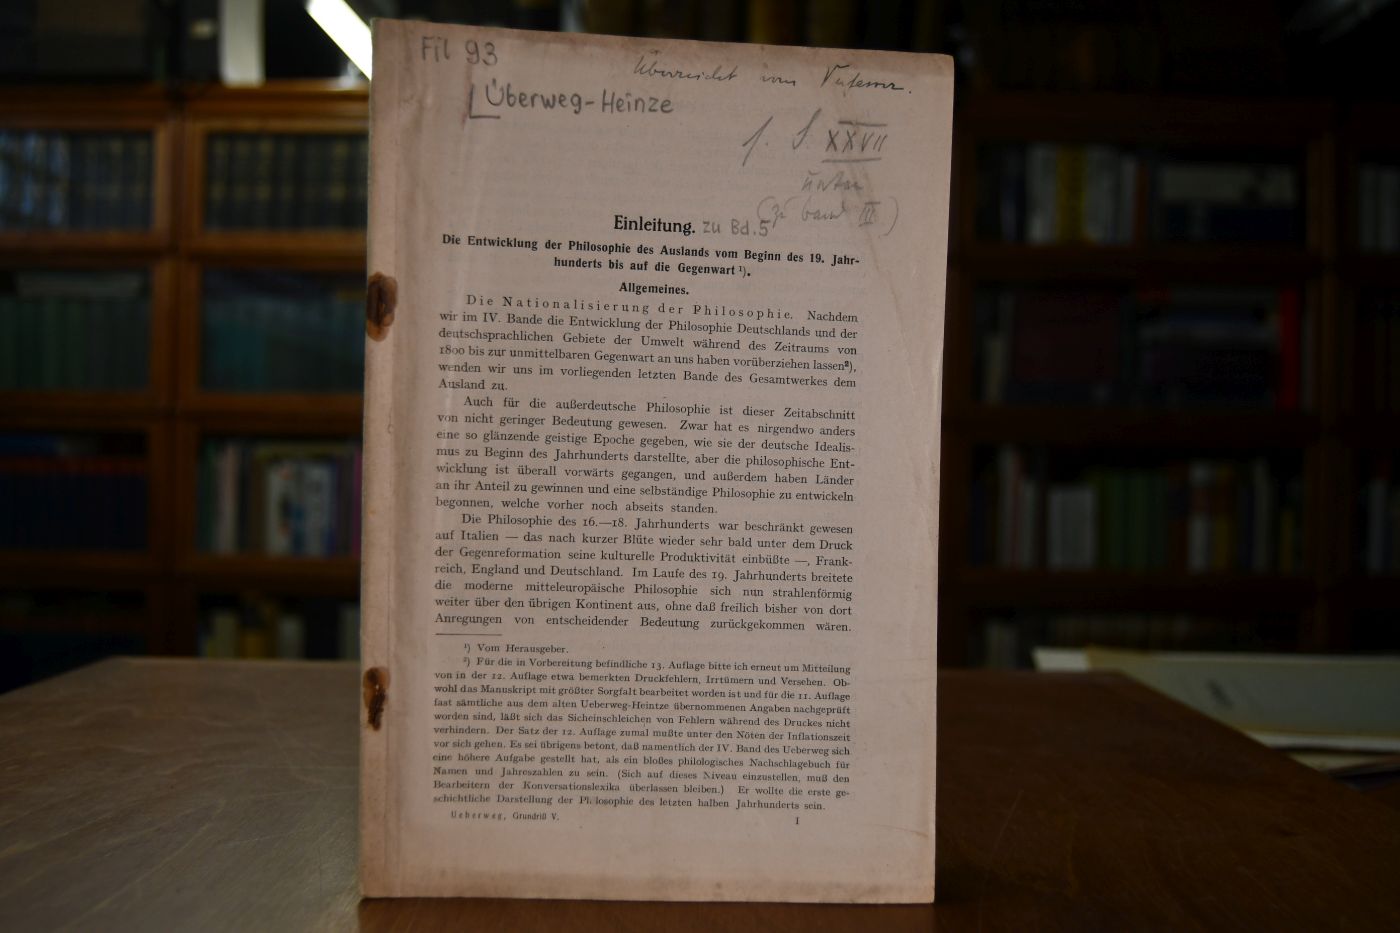 Fil 93
Überweg-Heinze
Übersicht vom
f. S. XXVII
unten
(zu Band III)
Einleitung. zu Bd. 5
Die Entwicklung der Philosophie des Auslands vom Beginn des 19. Jahr-
hunderts bis auf die Gegenwart ¹).
Allgemeines.
Die Nationalisierung der Philosophie. Nachdem
wir im IV. Bande die Entwicklung der Philosophie Deutschlands und der
deutschsprachlichen Gebiete der Umwelt während des Zeitraums von
1800 bis zur unmittelbaren Gegenwart an uns haben vorüberziehen lassen²),
wenden wir uns im vorliegenden letzten Bande des Gesamtwerkes dem
Ausland zu.
Auch für die außerdeutsche Philosophie ist dieser Zeitabschnitt
von nicht geringer Bedeutung gewesen. Zwar hat es nirgendwo anders
eine so glänzende geistige Epoche gegeben, wie sie der deutsche Idealis-
mus zu Beginn des Jahrhunderts darstellte, aber die philosophische Ent-
wicklung ist überall vorwärts gegangen, und außerdem haben Länder
an ihr Anteil zu gewinnen und eine selbständige Philosophie zu entwickeln
begonnen, welche vorher noch abseits standen.
Die Philosophie des 16.—18. Jahrhunderts war beschränkt gewesen
auf Italien — das nach kurzer Blüte wieder sehr bald unter dem Druck
der Gegenreformation seine kulturelle Produktivität einbüßte —, Frank-
reich, England und Deutschland. Im Laufe des 19. Jahrhunderts breitete
die moderne mitteleuropäische Philosophie sich nun strahlenförmig
weiter über den übrigen Kontinent aus, ohne daß freilich bisher von dort
Anregungen von entscheidender Bedeutung zurückgekommen wären.
¹) Vom Herausgeber.
²) Für die in Vorbereitung befindliche 13. Auflage bitte ich erneut um Mitteilung
von in der 12. Auflage etwa bemerkten Druckfehlern, Irrtümern und Versehen. Ob-
wohl das Manuskript mit größter Sorgfalt bearbeitet worden ist und für die 11. Auflage
fast sämtliche aus dem alten Ueberweg-Heintze übernommenen Angaben nachgeprüft
worden sind, läßt sich das Sicheinschleichen von Fehlern während des Druckes nicht
verhindern. Der Satz der 12. Auflage zumal mußte unter den Nöten der Inflationszeit
vor sich gehen. Es sei übrigens betont, daß namentlich der IV. Band des Ueberweg sich
eine höhere Aufgabe gestellt hat, als ein bloßes philologisches Nachschlagebuch für
Namen und Jahreszahlen zu sein. (Sich auf dieses Niveau einzustellen, muß den
Bearbeitern der Konversationslexika überlassen bleiben.) Er wollte die erste ge-
schichtliche Darstellung der Philosophie des letzten halben Jahrhunderts sein.
Ueberweg, Grundriß V.
1